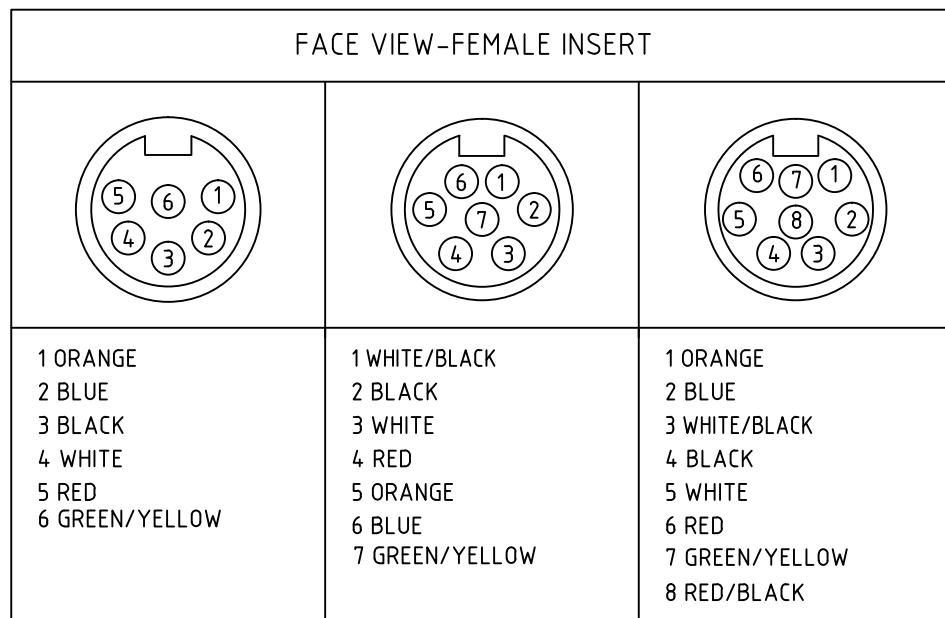 FACE VIEW-FEMALE INSERT
5 6 1
4 3 2
6 1
5 7 2
4 3
6 7 1
5 8 2
4 3
1 ORANGE
2 BLUE
3 BLACK
4 WHITE
5 RED
6 GREEN/YELLOW
1 WHITE/BLACK
2 BLACK
3 WHITE
4 RED
5 ORANGE
6 BLUE
7 GREEN/YELLOW
1 ORANGE
2 BLUE
3 WHITE/BLACK
4 BLACK
5 WHITE
6 RED
7 GREEN/YELLOW
8 RED/BLACK